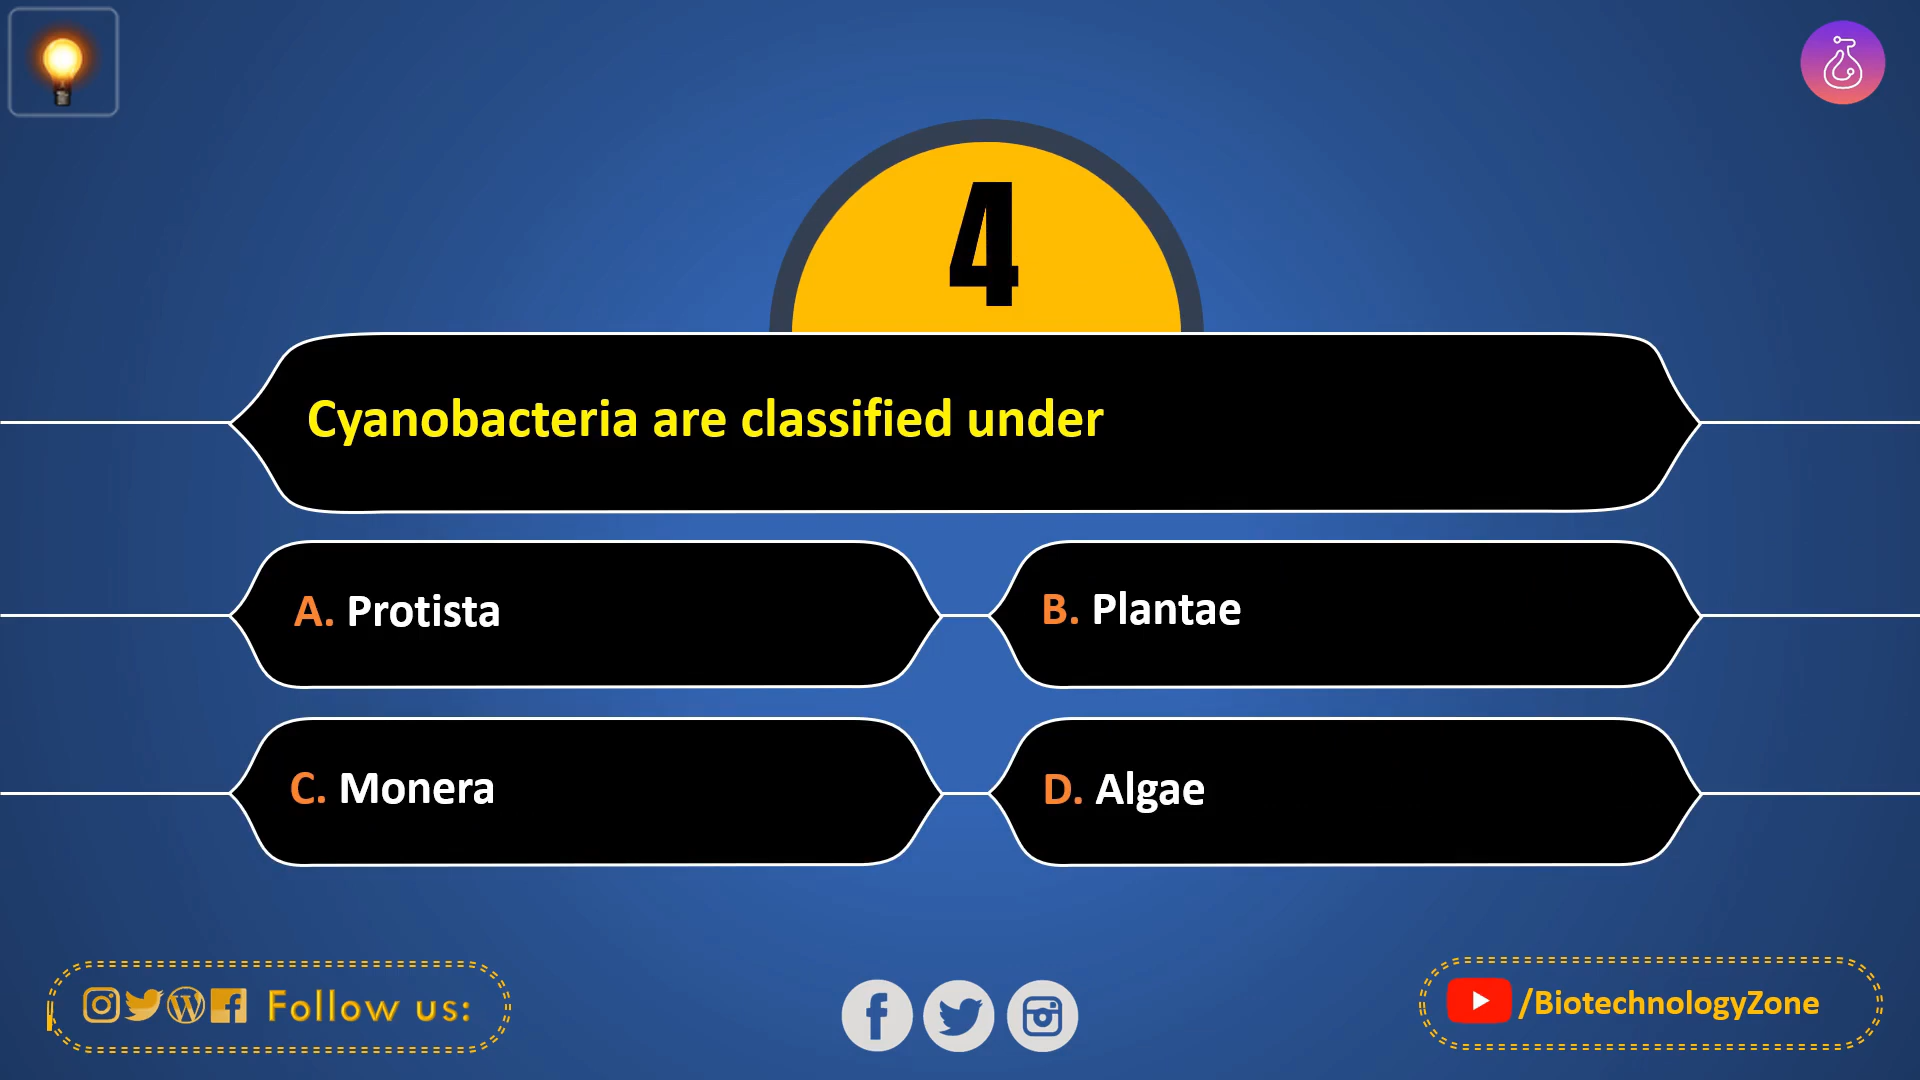 4
Cyanobacteria are classified under
A. Protista
B. Plantae
C. Monera
D. Algae
Follow us:
/BiotechnologyZone